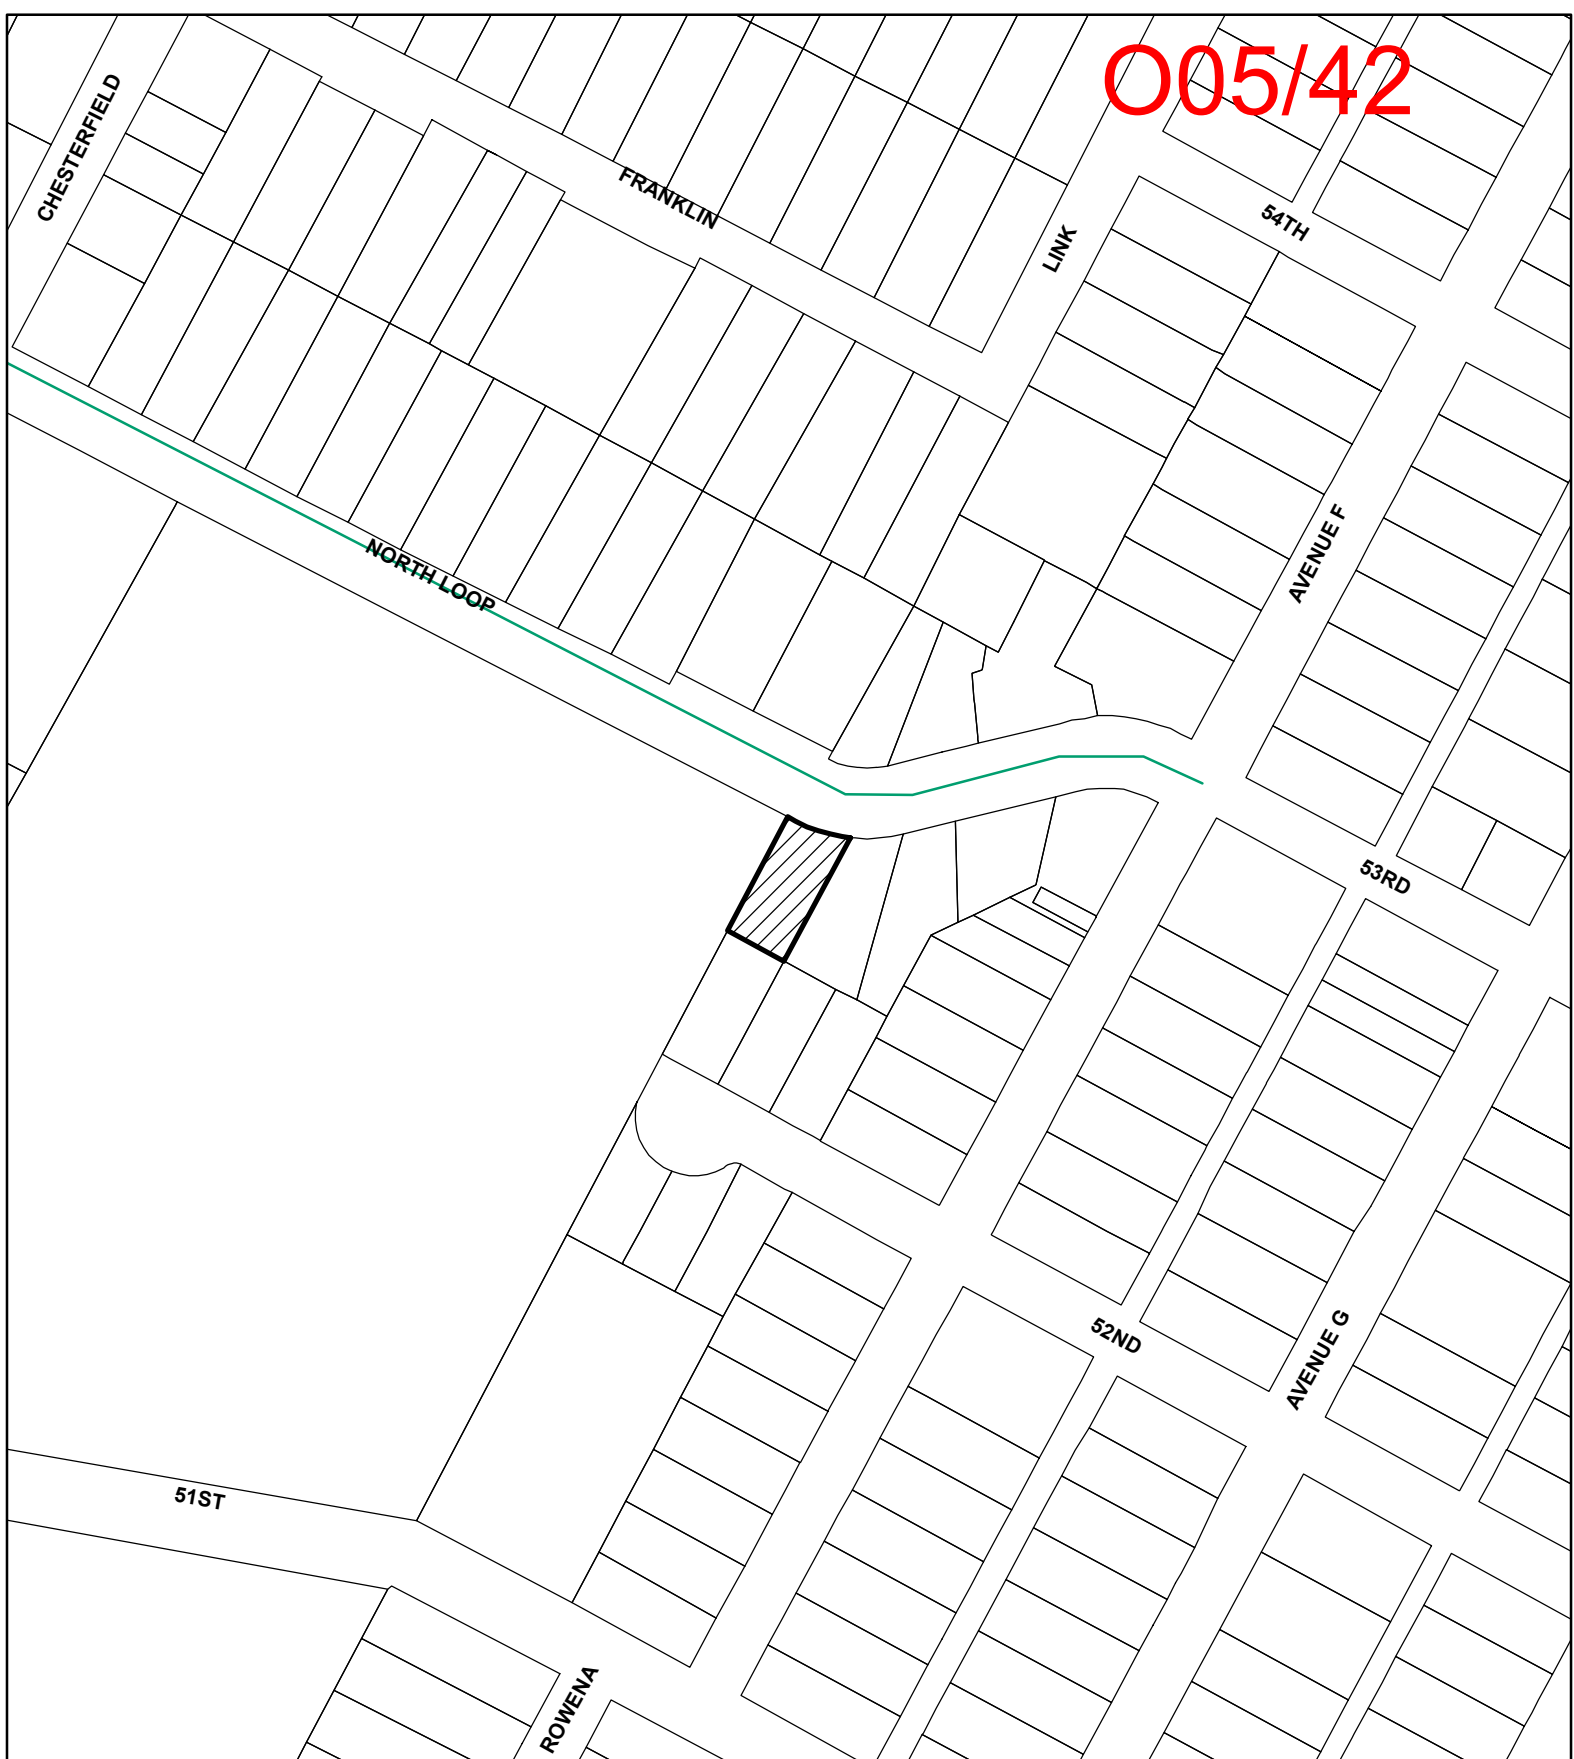 O05/42
CHESTERFIELD
FRANKLIN
54TH
LINK
AVENUE F
NORTH LOOP
53RD
52ND
AVENUE G
51ST
ROWENA